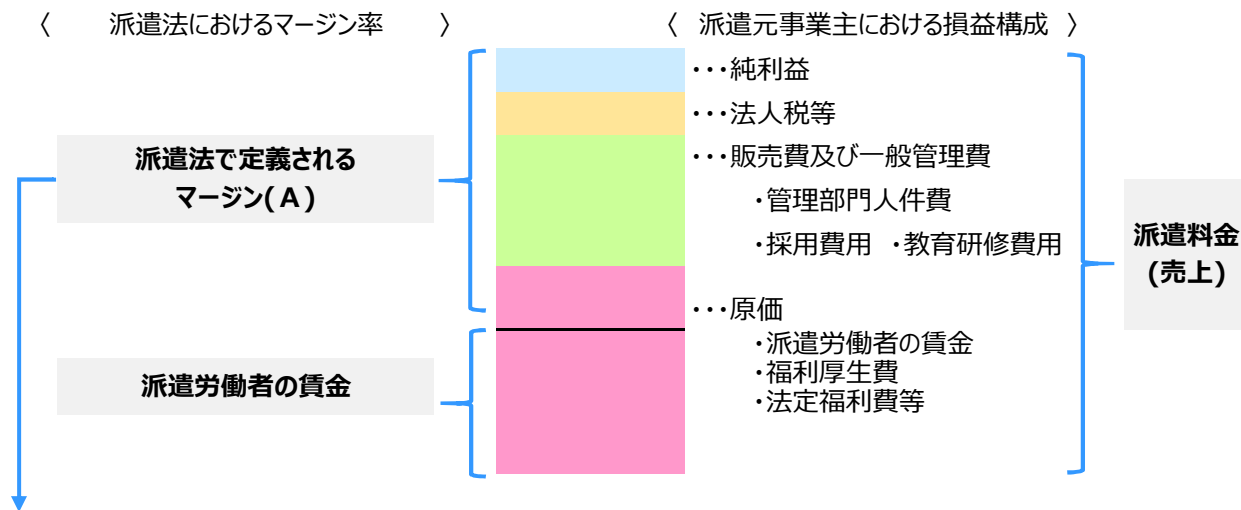 〈 派遣法におけるマージン率 〉
〈 派遣元事業主における損益構成 〉
・・・純利益
・・・法人税等
派遣法で定義される
マージン(A)
・・・販売費及び一般管理費
・管理部門人件費
・採用費用 ・教育研修費用
派遣料金
(売上)
・・・原価
・派遣労働者の賃金
・福利厚生費
・法定福利費等
派遣労働者の賃金